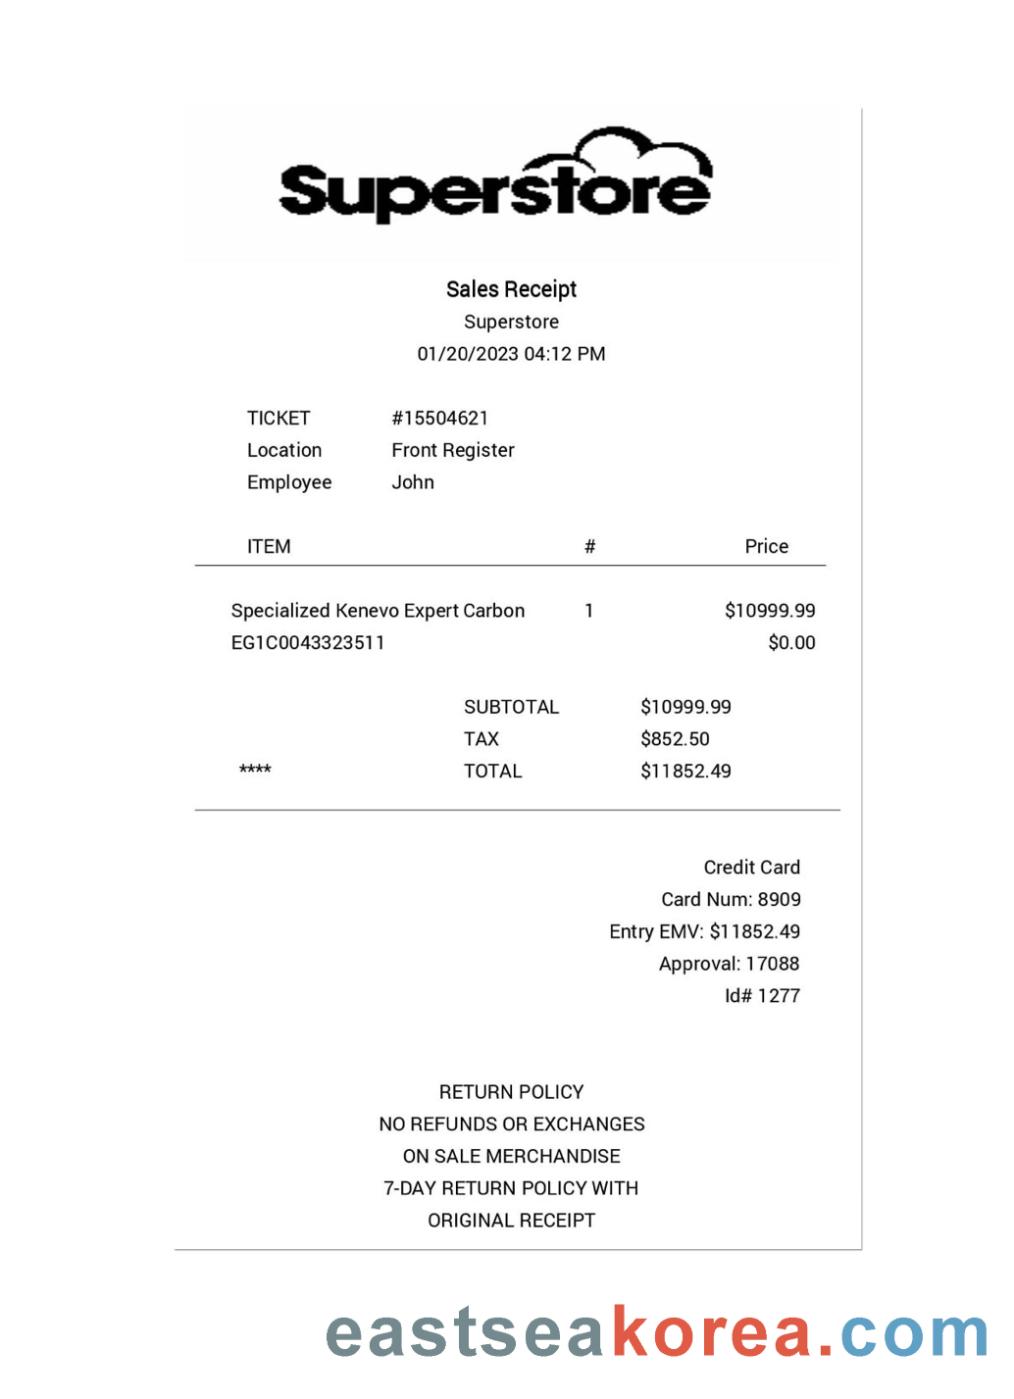 Superstore
Sales Receipt
Superstore
01/20/2023 04:12 PM
TICKET #15504621
Location Front Register
Employee John
ITEM # Price
Specialized Kenevo Expert Carbon 1 $10999.99
EG1C0043323511 $0.00
SUBTOTAL $10999.99
TAX $852.50
**** TOTAL $11852.49
Credit Card
Card Num: 8909
Entry EMV: $11852.49
Approval: 17088
Id# 1277
RETURN POLICY
NO REFUNDS OR EXCHANGES
ON SALE MERCHANDISE
7-DAY RETURN POLICY WITH
ORIGINAL RECEIPT
eastseakorea.com